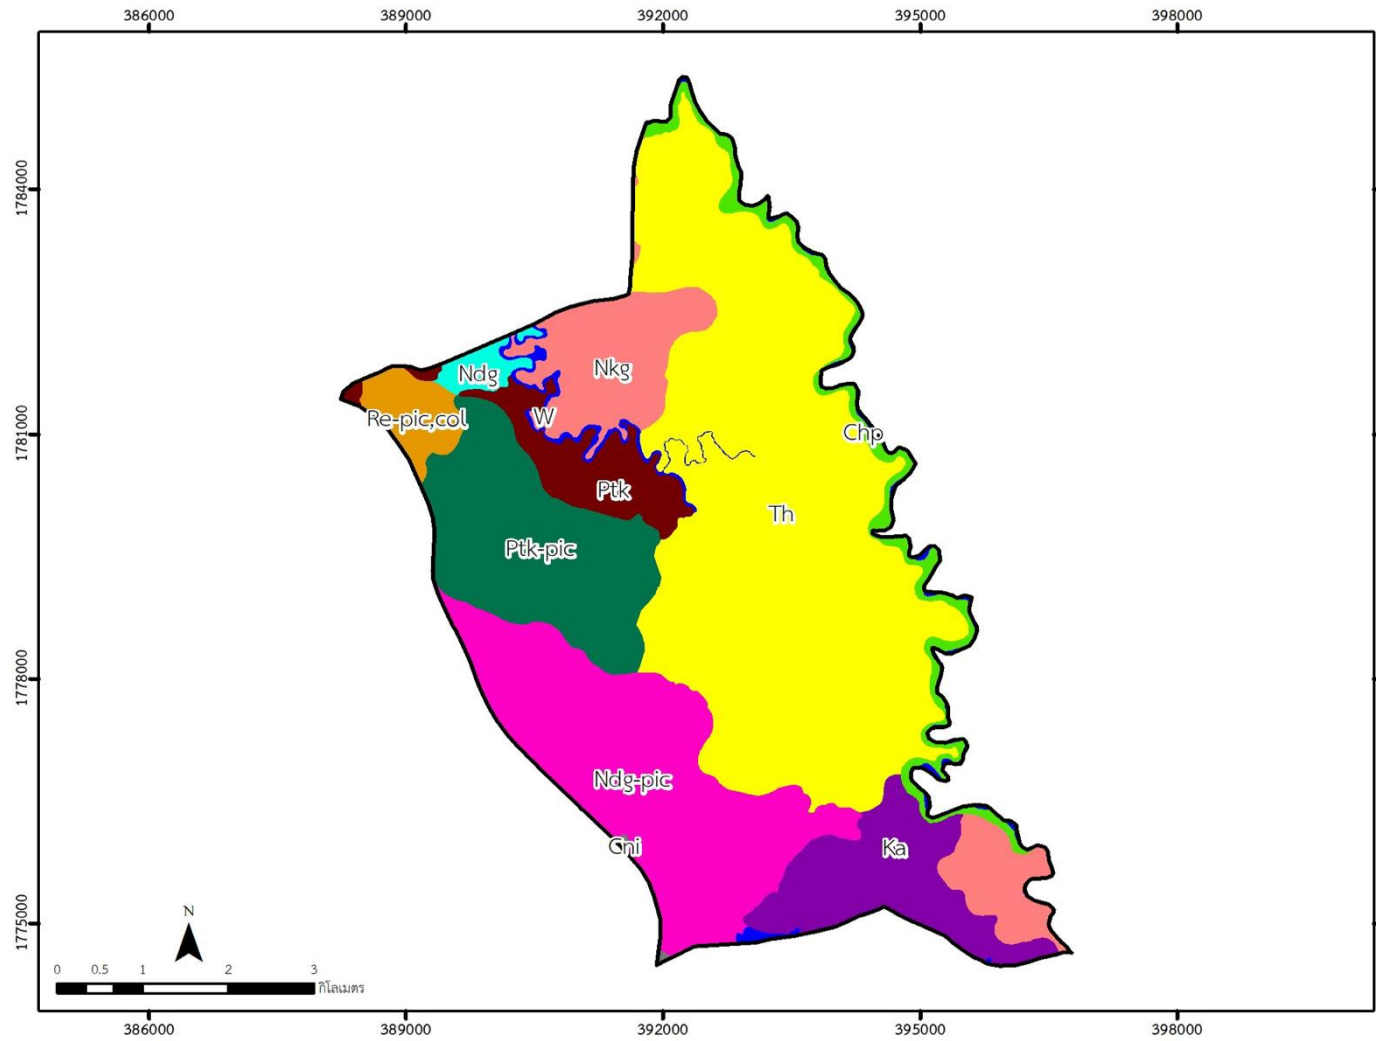 386000 389000 392000 395000 398000
1784000
Ndg
Nkg
Re-pic,col
W
Chp
1781000
Ptk
Th
Ptk-pic
1778000
Ndg-pic
Cni
Ka
1775000
N
0 0.5 1 2 3
กิโลเมตร
386000 389000 392000 395000 398000